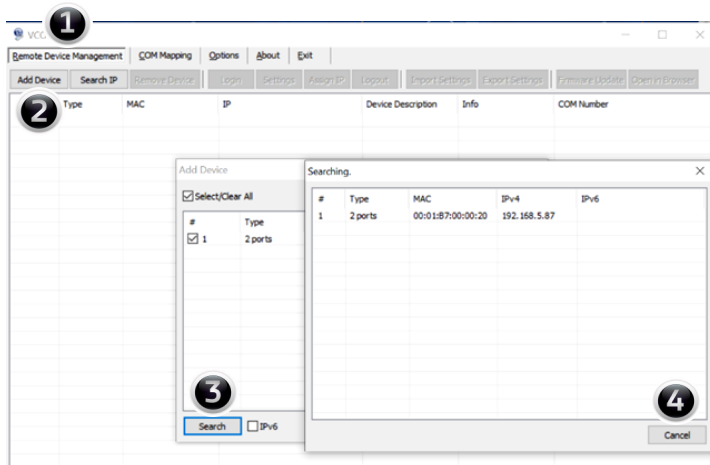 1
VCC
Remote Device Management COM Mapping Options About Exit
Add Device Search IP Remove Device Login Settings Assign IP Logout Import Settings Export Settings Firmware Update Open in Browser
2 Type MAC IP Device Description Info COM Number
Add Device
Select/Clear All
# Type
1 2 ports
3
Search IPv6
Searching.
# Type MAC IPv4 IPv6
1 2 ports 00:01:B7:00:00:20 192.168.5.87
4
Cancel